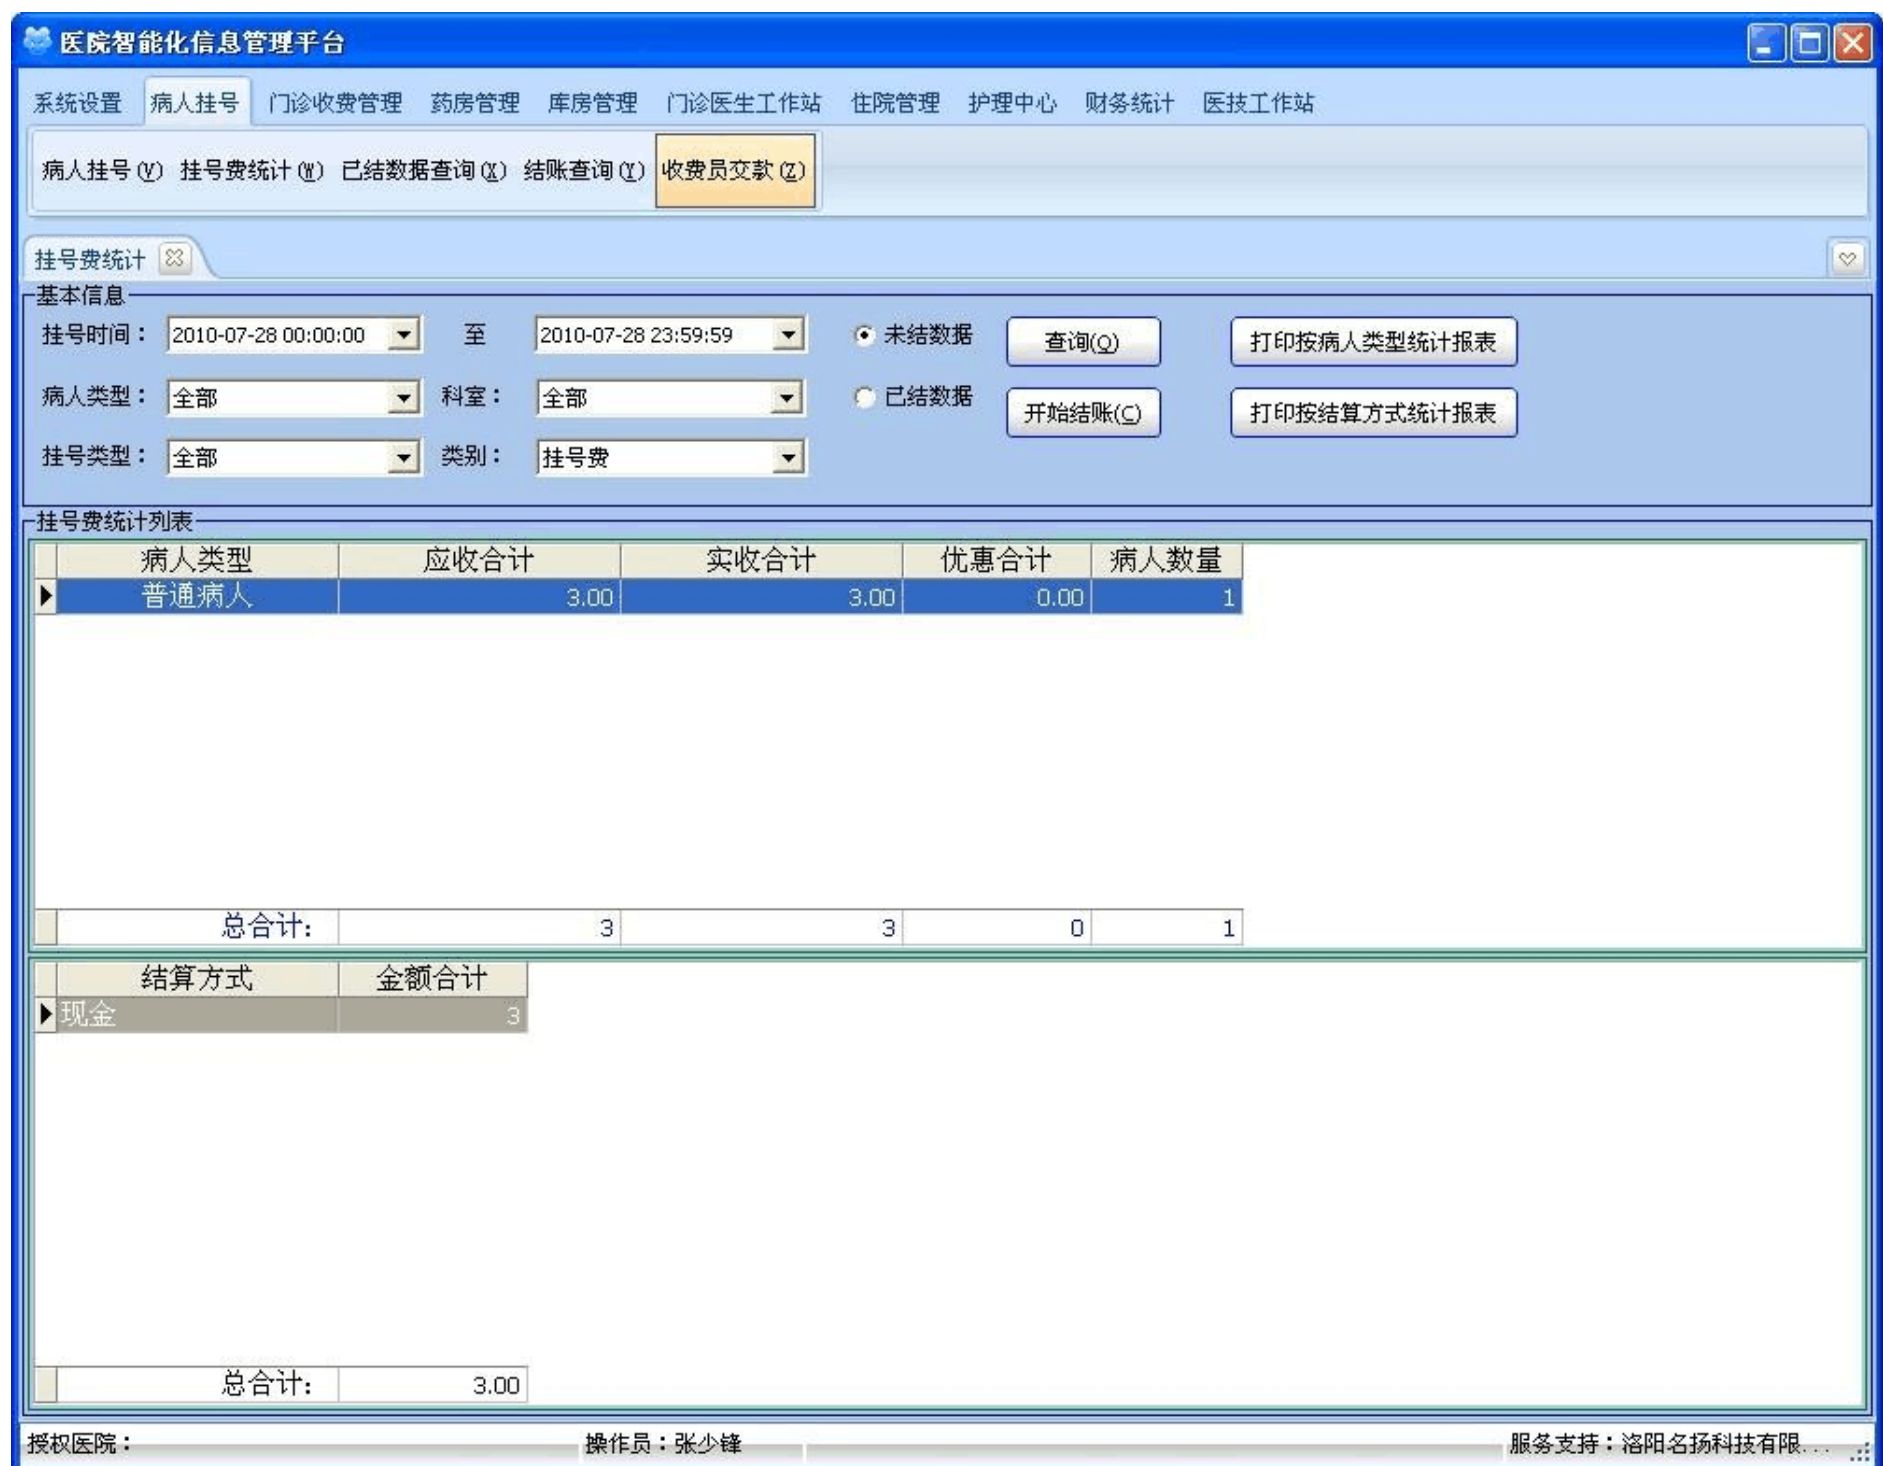 医院智能化信息管理平台
系统设置 病人挂号 门诊收费管理 药房管理 库房管理 门诊医生工作站 住院管理 护理中心 财务统计 医技工作站
病人挂号(V) 挂号费统计(W) 已结数据查询(X) 结账查询(Y) 收费员交款(Z)
挂号费统计
基本信息
挂号时间： 2010-07-28 00:00:00 至 2010-07-28 23:59:59 未结数据 查询(Q) 打印按病人类型统计报表
病人类型： 全部 科室： 全部 已结数据 开始结账(C) 打印按结算方式统计报表
挂号类型： 全部 类别： 挂号费
挂号费统计列表
病人类型 应收合计 实收合计 优惠合计 病人数量
普通病人 3.00 3.00 0.00 1
总合计: 3 3 0 1
结算方式 金额合计
现金 3
总合计: 3.00
授权医院： 操作员：张少锋 服务支持：洛阳名扬科技有限...